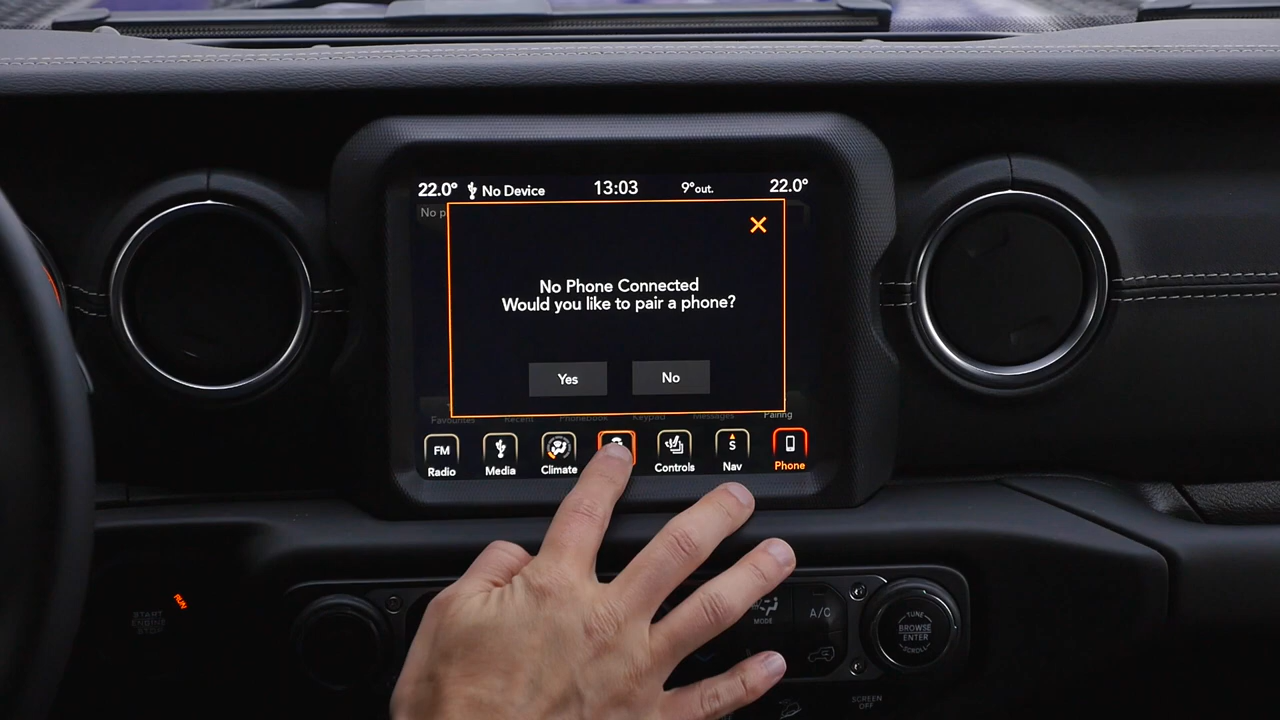 22.0° No Device 13:03 9°out. 22.0°
No p
No Phone Connected
Would you like to pair a phone?
Yes No
Favourites Recent Phonebook Keypad Messages Pairing
FM S
Radio Media Climate Controls Nav Phone
RUN
START
ENGINE
STOP
MODE
A/C
TUNE
BROWSE
ENTER
SCROLL
SCREEN
OFF